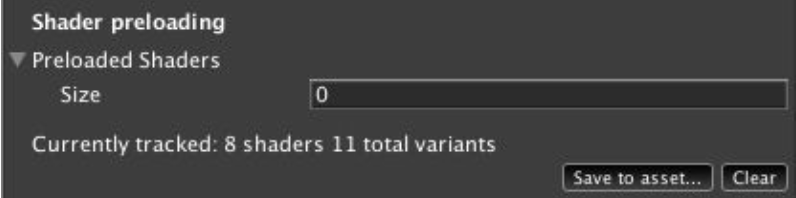 Shader preloading
Preloaded Shaders
Size 0
Currently tracked: 8 shaders 11 total variants
Save to asset... Clear